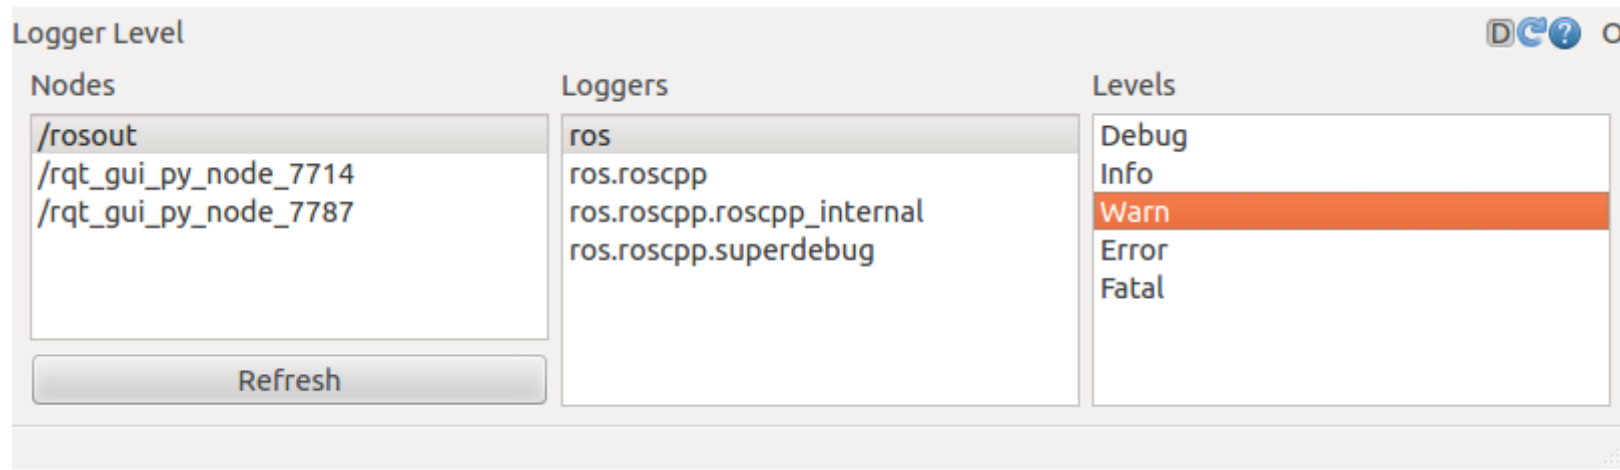 Logger Level
D ? O
Nodes
/rosout
/rqt_gui_py_node_7714
/rqt_gui_py_node_7787
Refresh
Loggers
ros
ros.roscpp
ros.roscpp.roscpp_internal
ros.roscpp.superdebug
Levels
Debug
Info
Warn
Error
Fatal